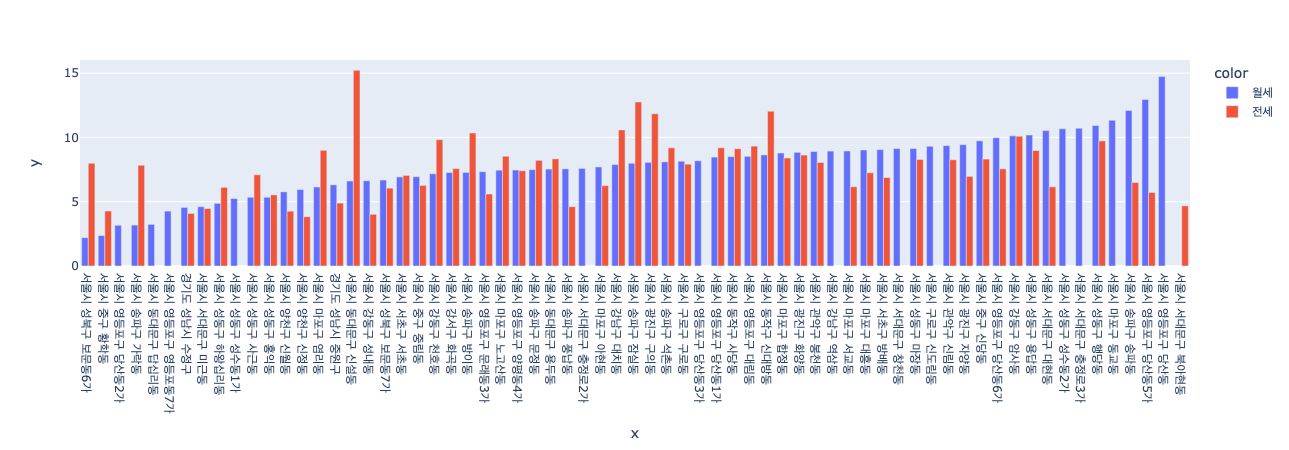 color
월세
전세
y
15
10
5
0
서울시 성북구 보문동6가
서울시 중구 황학동
서울시 영등포구 당산동2가
서울시 송파구 가락동
서울시 동대문구 답십리동
서울시 영등포구 영등포동7가
경기도 성남시 수정구
서울시 서대문구 미근동
서울시 성동구 하왕십리동
서울시 성동구 성수동1가
서울시 성동구 사근동
서울시 성동구 홍익동
서울시 양천구 신월동
서울시 양천구 신정동
서울시 마포구 염리동
경기도 성남시 중원구
서울시 동대문구 신설동
서울시 강동구 성내동
서울시 성북구 보문동7가
서울시 서초구 서초동
서울시 중구 중림동
서울시 강동구 천호동
서울시 강서구 화곡동
서울시 송파구 방이동
서울시 영등포구 문래동3가
서울시 마포구 노고산동
서울시 영등포구 양평동4가
서울시 송파구 문정동
서울시 동대문구 용두동
서울시 송파구 풍납동
서울시 서대문구 충정로2가
서울시 마포구 아현동
서울시 강남구 대치동
서울시 송파구 잠실동
서울시 광진구 구의동
서울시 송파구 석촌동
서울시 구로구 구로동
서울시 영등포구 당산동3가
서울시 영등포구 당산동1가
서울시 동작구 사당동
서울시 영등포구 대림동
서울시 동작구 신대방동
서울시 마포구 합정동
서울시 광진구 화양동
서울시 관악구 봉천동
서울시 강남구 역삼동
서울시 마포구 서교동
서울시 마포구 대흥동
서울시 서초구 방배동
서울시 서대문구 창천동
서울시 성동구 마장동
서울시 구로구 신도림동
서울시 관악구 신림동
서울시 광진구 자양동
서울시 중구 신당동
서울시 영등포구 당산동6가
서울시 강동구 암사동
서울시 성동구 용답동
서울시 서대문구 대현동
서울시 성동구 성수동2가
서울시 서대문구 충정로3가
서울시 성동구 행당동
서울시 마포구 동교동
서울시 송파구 송파동
서울시 영등포구 당산동5가
서울시 영등포구 당산동
서울시 서대문구 북아현동
x